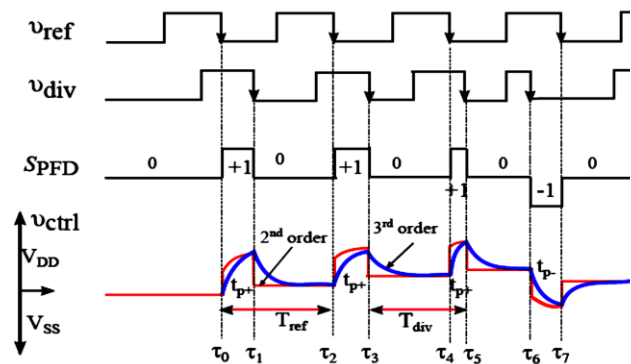 υref
υdiv
SPFD 0 +1 0 +1 0 +1 0 -1 0
υctrl
VDD
VSS
2nd order
3rd order
tp+ tp+ tp+ tp-
Tref Tdiv
τ0 τ1 τ2 τ3 τ4 τ5 τ6 τ7